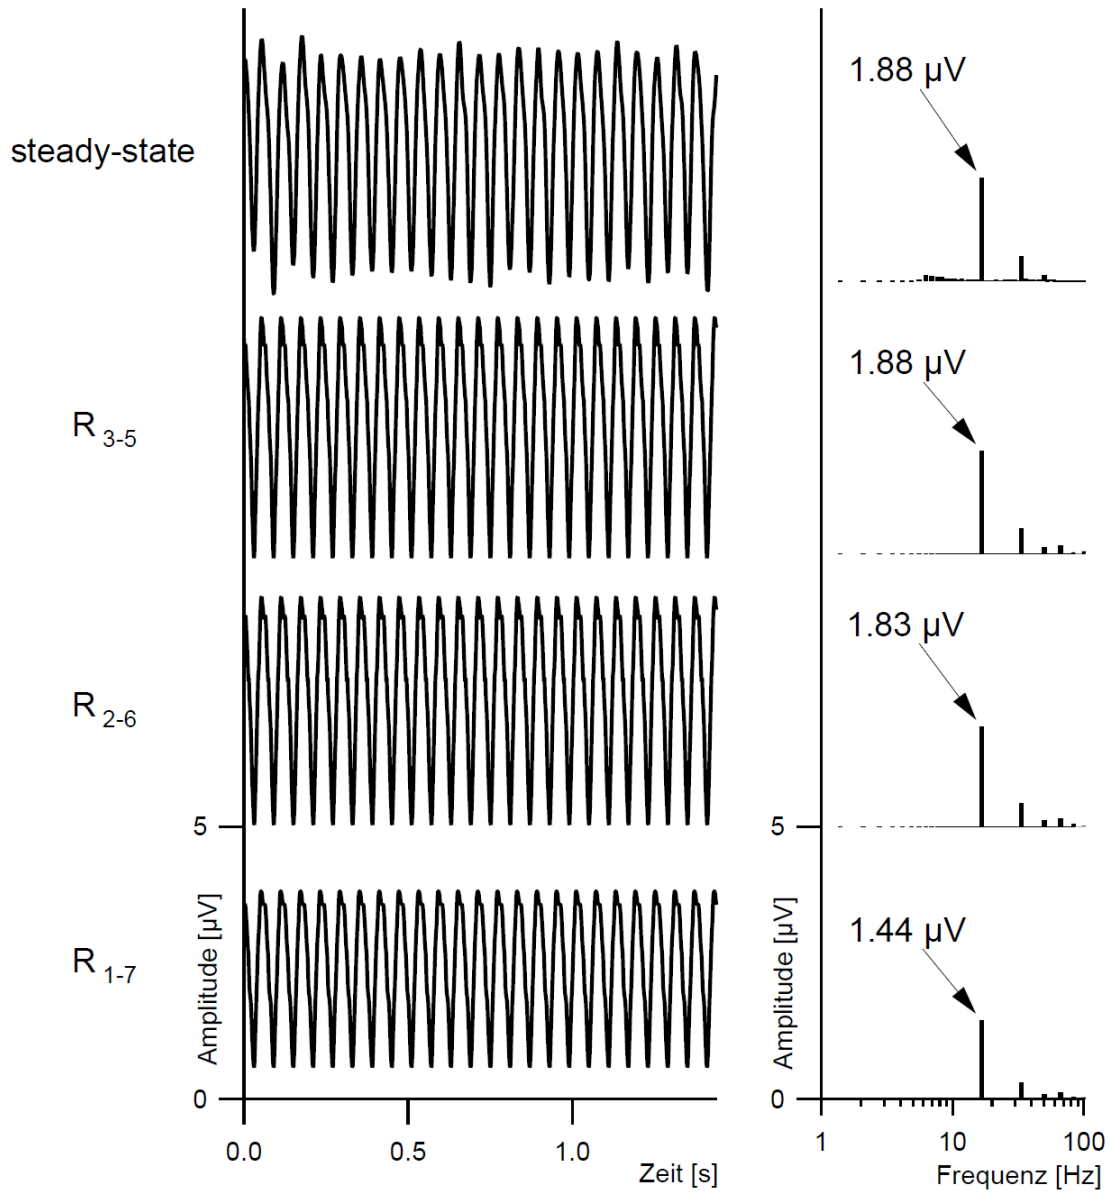 steady-state
1.88 µV
R 3-5
1.88 µV
R 2-6
1.83 µV
5
5
R 1-7
Amplitude [µV]
Amplitude [µV]
1.44 µV
0
0
0.0 0.5 1.0
Zeit [s]
1 10 100
Frequenz [Hz]